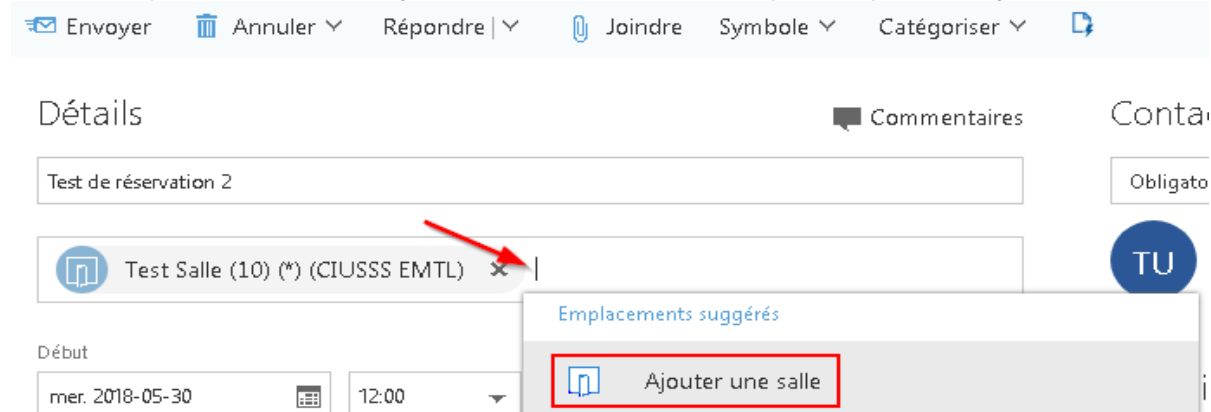 Envoyer Annuler Répondre | Joindre Symbole Catégoriser
Détails Commentaires
Test de réservation 2
Obligato
Test Salle (10) (*) (CIUSSS EMTL) ×
TU
Emplacements suggérés
Début
Ajouter une salle
mer. 2018-05-30 12:00